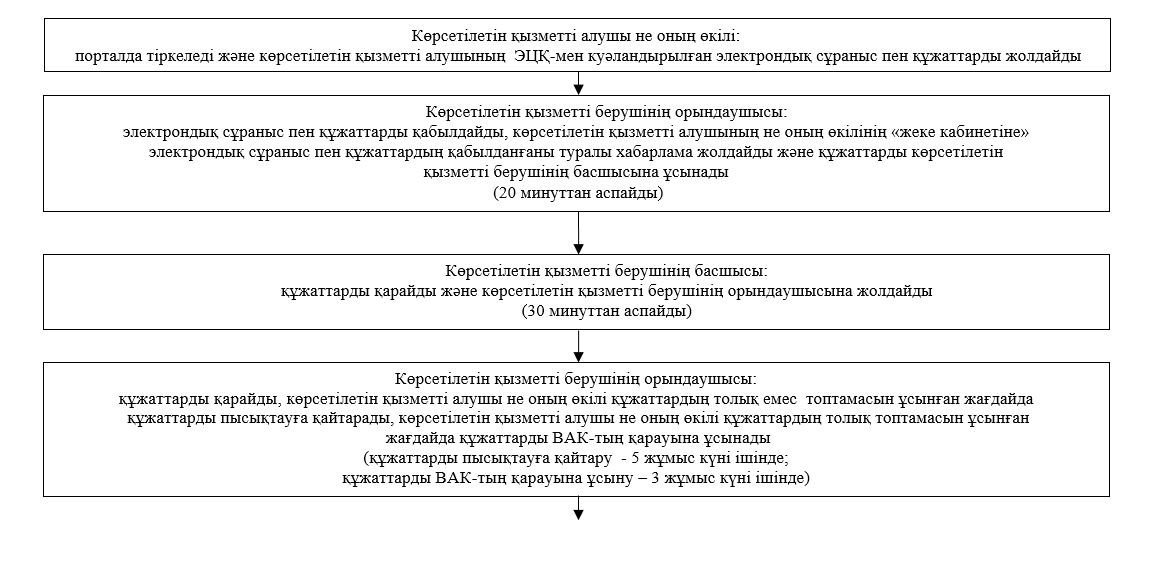 Көрсетілетін қызметті алушы не оның өкілі:
порталда тіркеледі және көрсетілетін қызметті алушының ЭЦҚ-мен куәландырылған электрондық сұраныс пен құжаттарды жолдайды
Көрсетілетін қызметті берушінің орындаушысы:
электрондық сұраныс пен құжаттарды қабылдайды, көрсетілетін қызметті алушының не оның өкілінің «жеке кабинетіне»
электрондық сұраныс пен құжаттардың қабылданғаны туралы хабарлама жолдайды және құжаттарды көрсетілетін
қызметті берушінің басшысына ұсынады
(20 минуттан аспайды)
Көрсетілетін қызметті берушінің басшысы:
құжаттарды қарайды және көрсетілетін қызметті берушінің орындаушысына жолдайды
(30 минуттан аспайды)
Көрсетілетін қызметті берушінің орындаушысы:
құжаттарды қарайды, көрсетілетін қызметті алушы не оның өкілі құжаттардың толық емес топтамасын ұсынған жағдайда
құжаттарды пысықтауға қайтарады, көрсетілетін қызметті алушы не оның өкілі құжаттардың толық топтамасын ұсынған
жағдайда құжаттарды ВАК-тың қарауына ұсынады
(құжаттарды пысықтауға қайтару - 5 жұмыс күні ішінде;
құжаттарды ВАК-тың қарауына ұсыну – 3 жұмыс күні ішінде)